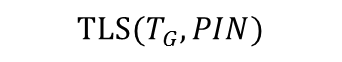 TLS(T_G, PIN)